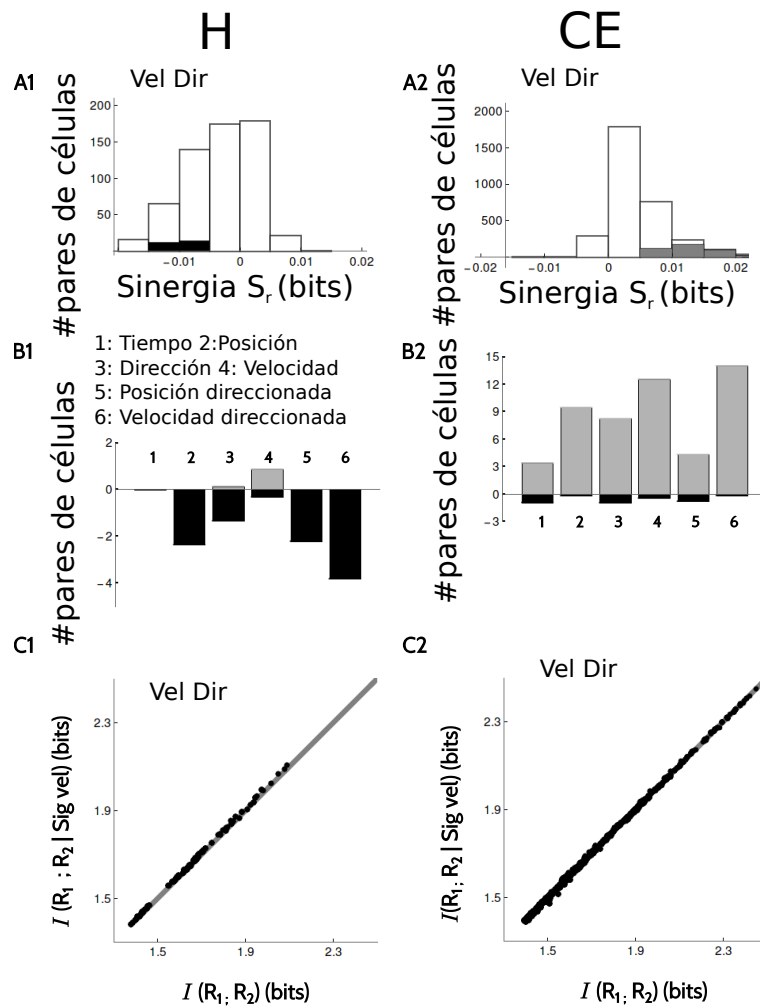 H
CE
A1
Vel Dir
#pares de células
200
150
100
50
−0.01
0
0.01
0.02
Sinergia Sr (bits)
A2
Vel Dir
#pares de células
2000
1500
1000
500
−0.02
0
0.01
0.02
Sinergia Sr (bits)
B1
1: Tiempo 2:Posición
3: Dirección 4: Velocidad
5: Posición direccionada
6: Velocidad direccionada
#pares de células
2
0
−2
−4
1 2 3 4 5 6
B2
#pares de células
15
12
9
6
3
0
−3
1 2 3 4 5 6
C1
Vel Dir
I (R1 ; R2 | Sig vel) (bits)
2.3
1.9
1.5
1.5 1.9 2.3
I (R1; R2) (bits)
C2
Vel Dir
I(R1; R2 | Sig vel) (bits)
2.3
1.9
1.5
1.5 1.9 2.3
I (R1; R2) (bits)